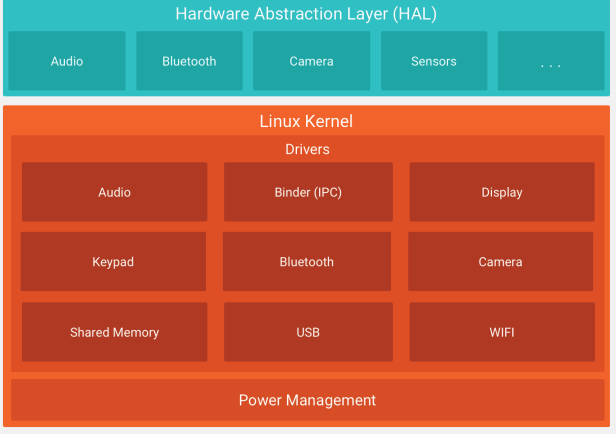 Hardware Abstraction Layer (HAL)
Audio
Bluetooth
Camera
Sensors
. . .
Linux Kernel
Drivers
Audio
Binder (IPC)
Display
Keypad
Bluetooth
Camera
Shared Memory
USB
WIFI
Power Management